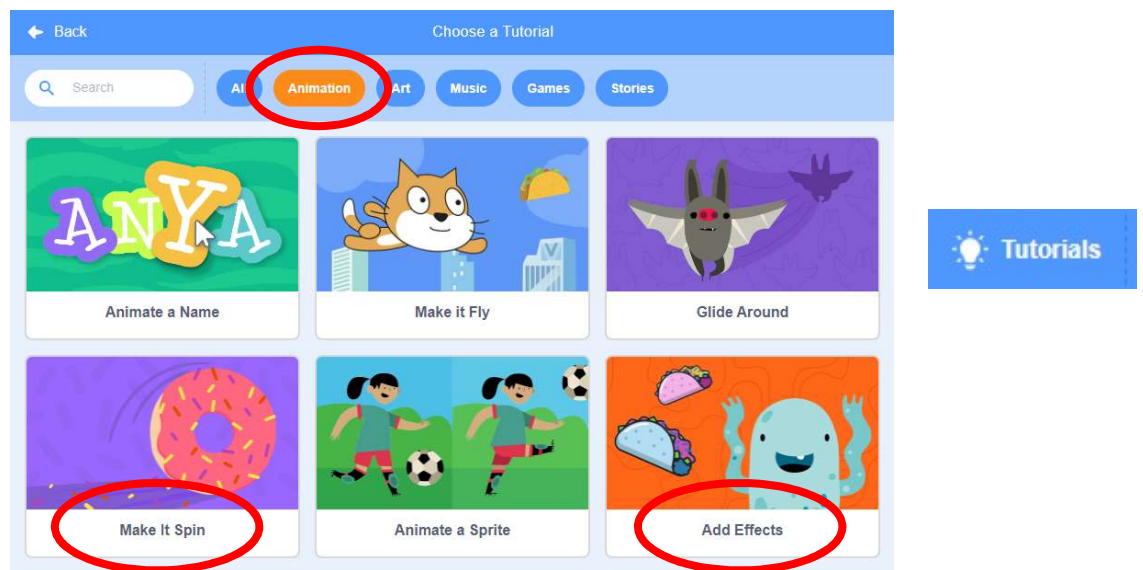 Back Choose a Tutorial
Search All Animation Art Music Games Stories
ANYA
Animate a Name Make it Fly Glide Around
Tutorials
Make It Spin Animate a Sprite Add Effects